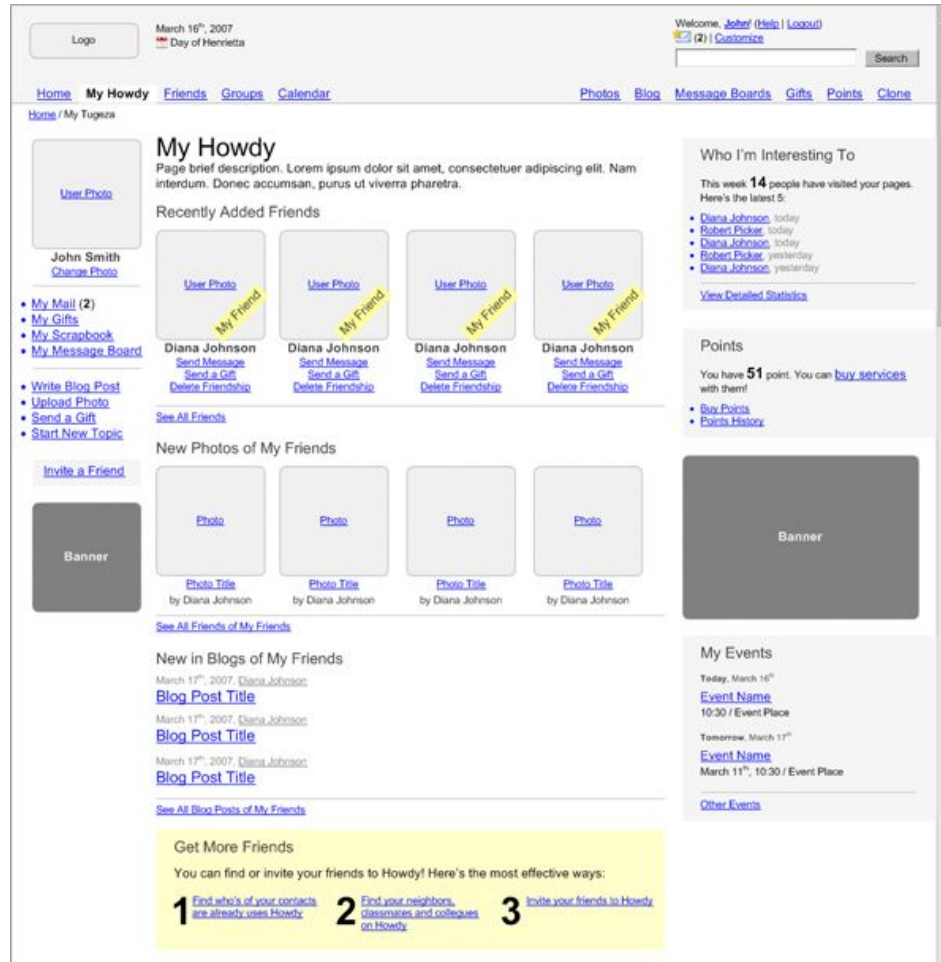 Logo
March 16th, 2007
Day of Henrietta
Welcome, John! (Help | Logout)
(2) | Customize
Search
Home My Howdy Friends Groups Calendar Photos Blog Message Boards Gifts Points Clone
Home / My Tugeza
User Photo
John Smith
Change Photo
My Mail (2)
My Gifts
My Scrapbook
My Message Board
Write Blog Post
Upload Photo
Send a Gift
Start New Topic
Invite a Friend
Banner
My Howdy
Page brief description. Lorem ipsum dolor sit amet, consectetuer adipiscing elit. Nam
interdum. Donec accumsan, purus ut viverra pharetra.
Recently Added Friends
User Photo User Photo User Photo User Photo
My Friend My Friend My Friend My Friend
Diana Johnson Diana Johnson Diana Johnson Diana Johnson
Send Message Send Message Send Message Send Message
Send a Gift Send a Gift Send a Gift Send a Gift
Delete Friendship Delete Friendship Delete Friendship Delete Friendship
See All Friends
New Photos of My Friends
Photo Photo Photo Photo
Photo Title Photo Title Photo Title Photo Title
by Diana Johnson by Diana Johnson by Diana Johnson by Diana Johnson
See All Friends of My Friends
New in Blogs of My Friends
March 17th, 2007, Diana Johnson
Blog Post Title
March 17th, 2007, Diana Johnson
Blog Post Title
March 17th, 2007, Diana Johnson
Blog Post Title
See All Blog Posts of My Friends
Get More Friends
You can find or invite your friends to Howdy! Here's the most effective ways:
1 Find who's of your contacts
are already uses Howdy
2 Find your neighbors,
classmates and collegues
on Howdy
3 Invite your friends to Howdy
Who I'm Interesting To
This week 14 people have visited your pages.
Here's the latest 5:
Diana Johnson, today
Robert Picker, today
Diana Johnson, today
Robert Picker, yesterday
Diana Johnson, yesterday
View Detailed Statistics
Points
You have 51 point. You can buy services
with them!
Buy Points
Points History
Banner
My Events
Today, March 16th
Event Name
10:30 / Event Place
Tomorrow, March 17th
Event Name
March 11th, 10:30 / Event Place
Other Events